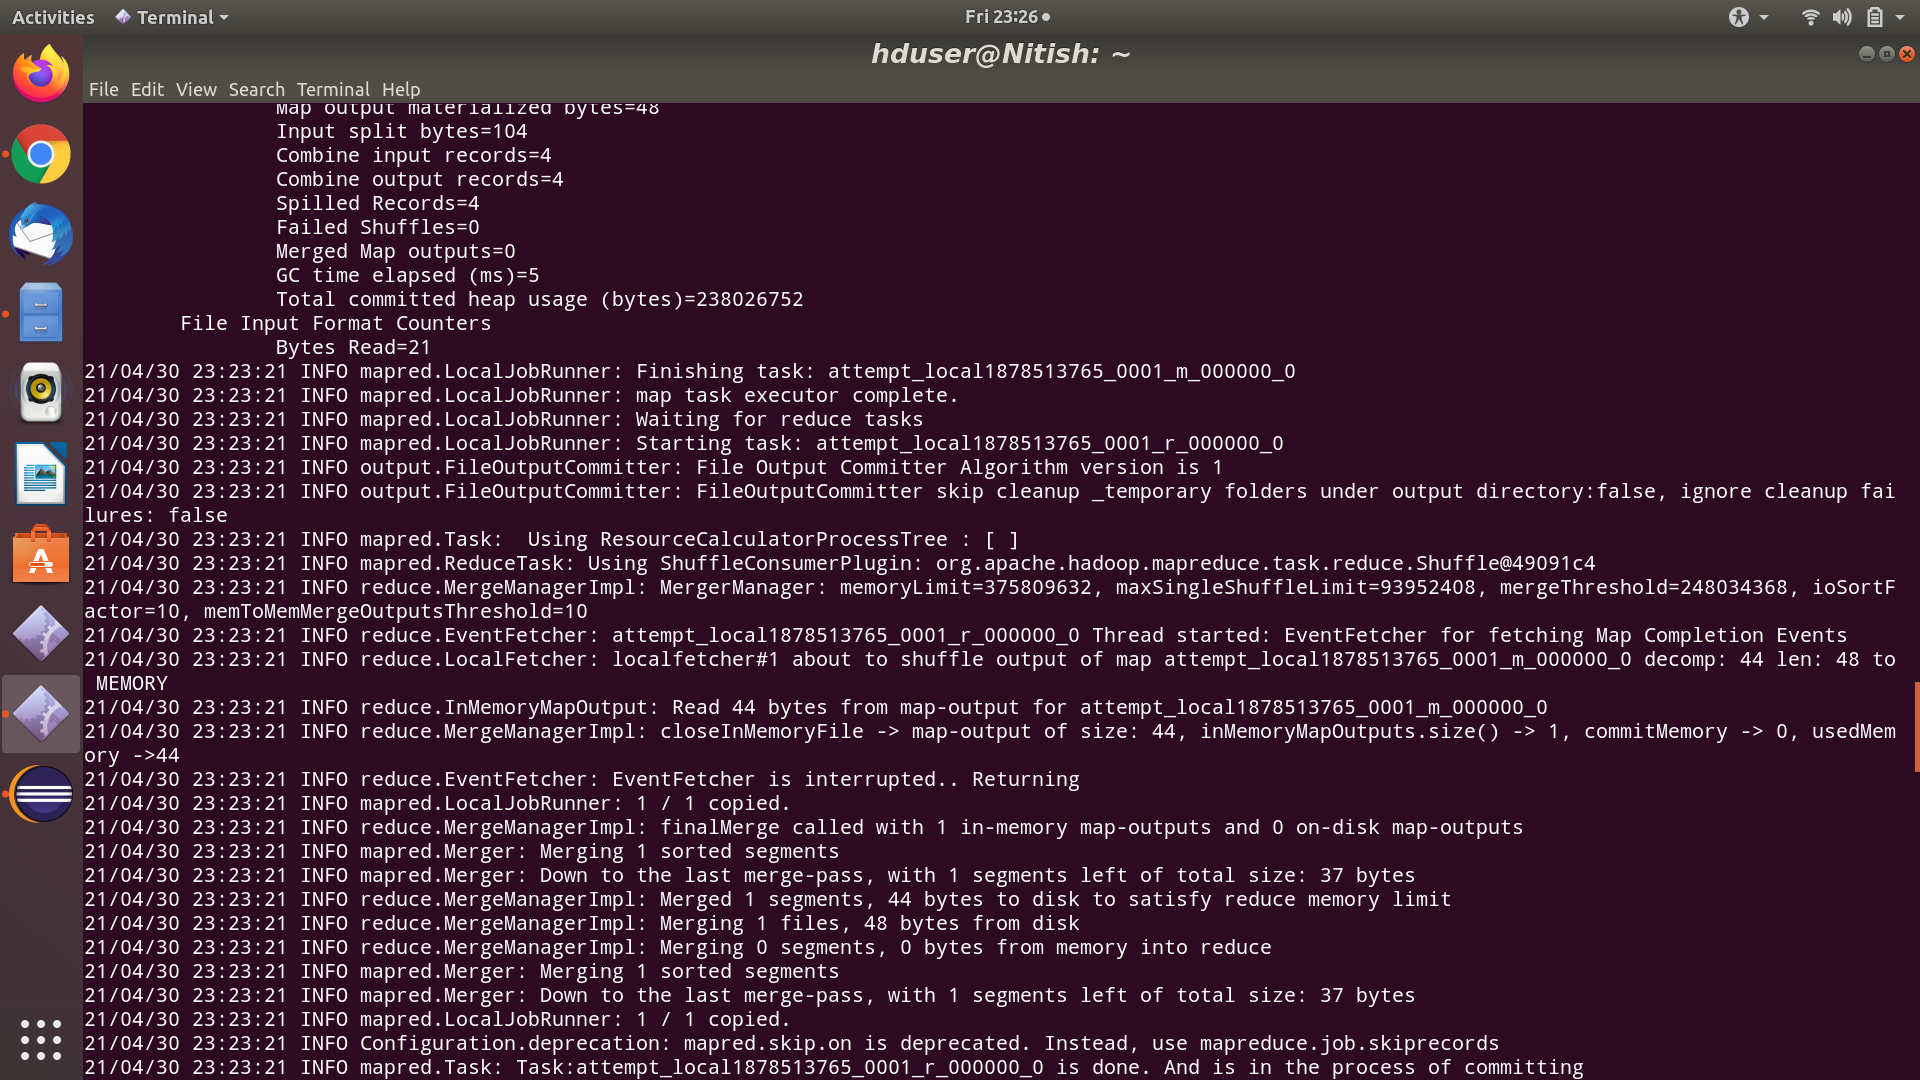 Activities Terminal Fri 23:26
hduser@Nitish: ~
File Edit View Search Terminal Help
Map output materialized bytes=48
Input split bytes=104
Combine input records=4
Combine output records=4
Spilled Records=4
Failed Shuffles=0
Merged Map outputs=0
GC time elapsed (ms)=5
Total committed heap usage (bytes)=238026752
File Input Format Counters
Bytes Read=21
21/04/30 23:23:21 INFO mapred.LocalJobRunner: Finishing task: attempt_local1878513765_0001_m_000000_0
21/04/30 23:23:21 INFO mapred.LocalJobRunner: map task executor complete.
21/04/30 23:23:21 INFO mapred.LocalJobRunner: Waiting for reduce tasks
21/04/30 23:23:21 INFO mapred.LocalJobRunner: Starting task: attempt_local1878513765_0001_r_000000_0
21/04/30 23:23:21 INFO output.FileOutputCommitter: File Output Committer Algorithm version is 1
21/04/30 23:23:21 INFO output.FileOutputCommitter: FileOutputCommitter skip cleanup _temporary folders under output directory:false, ignore cleanup fai
lures: false
21/04/30 23:23:21 INFO mapred.Task:  Using ResourceCalculatorProcessTree : [ ]
21/04/30 23:23:21 INFO mapred.ReduceTask: Using ShuffleConsumerPlugin: org.apache.hadoop.mapreduce.task.reduce.Shuffle@49091c4
21/04/30 23:23:21 INFO reduce.MergeManagerImpl: MergerManager: memoryLimit=375809632, maxSingleShuffleLimit=93952408, mergeThreshold=248034368, ioSortF
actor=10, memToMemMergeOutputsThreshold=10
21/04/30 23:23:21 INFO reduce.EventFetcher: attempt_local1878513765_0001_r_000000_0 Thread started: EventFetcher for fetching Map Completion Events
21/04/30 23:23:21 INFO reduce.LocalFetcher: localfetcher#1 about to shuffle output of map attempt_local1878513765_0001_m_000000_0 decomp: 44 len: 48 to
 MEMORY
21/04/30 23:23:21 INFO reduce.InMemoryMapOutput: Read 44 bytes from map-output for attempt_local1878513765_0001_m_000000_0
21/04/30 23:23:21 INFO reduce.MergeManagerImpl: closeInMemoryFile -> map-output of size: 44, inMemoryMapOutputs.size() -> 1, commitMemory -> 0, usedMem
ory ->44
21/04/30 23:23:21 INFO reduce.EventFetcher: EventFetcher is interrupted.. Returning
21/04/30 23:23:21 INFO mapred.LocalJobRunner: 1 / 1 copied.
21/04/30 23:23:21 INFO reduce.MergeManagerImpl: finalMerge called with 1 in-memory map-outputs and 0 on-disk map-outputs
21/04/30 23:23:21 INFO mapred.Merger: Merging 1 sorted segments
21/04/30 23:23:21 INFO mapred.Merger: Down to the last merge-pass, with 1 segments left of total size: 37 bytes
21/04/30 23:23:21 INFO reduce.MergeManagerImpl: Merged 1 segments, 44 bytes to disk to satisfy reduce memory limit
21/04/30 23:23:21 INFO reduce.MergeManagerImpl: Merging 1 files, 48 bytes from disk
21/04/30 23:23:21 INFO reduce.MergeManagerImpl: Merging 0 segments, 0 bytes from memory into reduce
21/04/30 23:23:21 INFO mapred.Merger: Merging 1 sorted segments
21/04/30 23:23:21 INFO mapred.Merger: Down to the last merge-pass, with 1 segments left of total size: 37 bytes
21/04/30 23:23:21 INFO mapred.LocalJobRunner: 1 / 1 copied.
21/04/30 23:23:21 INFO Configuration.deprecation: mapred.skip.on is deprecated. Instead, use mapreduce.job.skiprecords
21/04/30 23:23:21 INFO mapred.Task: Task:attempt_local1878513765_0001_r_000000_0 is done. And is in the process of committing